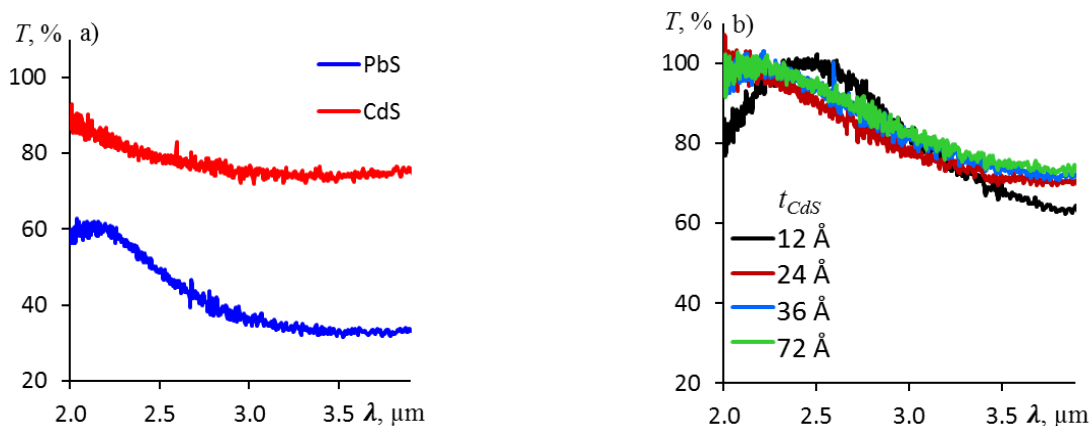 T, % a)
100
80
60
40
20
2.0 2.5 3.0 3.5 λ, μm
PbS
CdS
T, % b)
100
80
60
40
20
2.0 2.5 3.0 3.5 λ, μm
tCdS
12 Å
24 Å
36 Å
72 Å